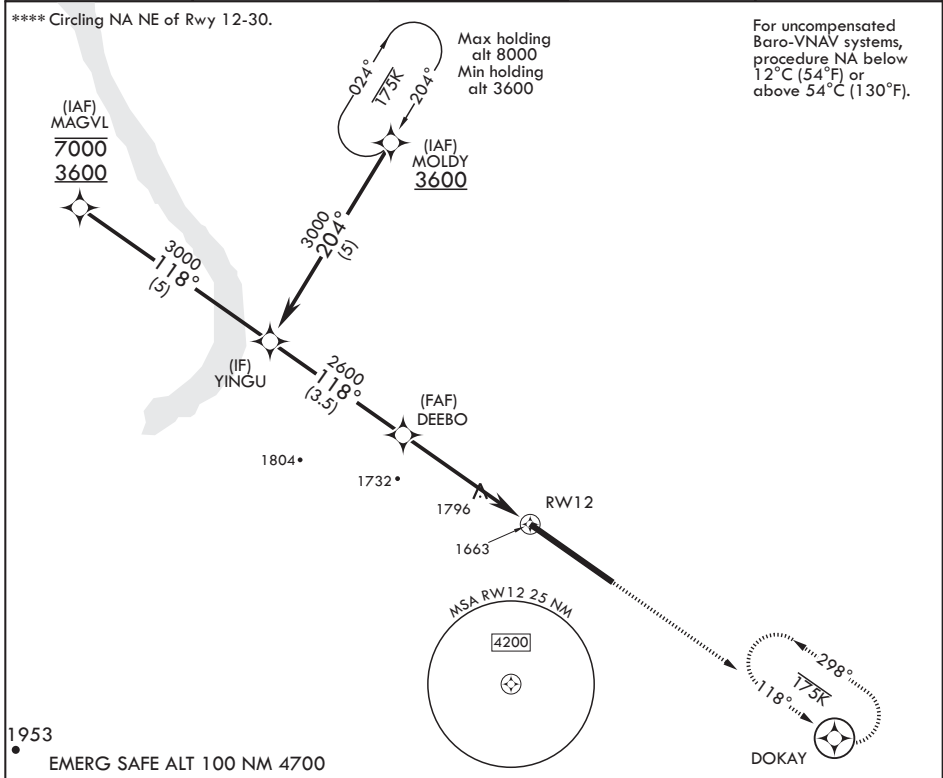 **** Circling NA NE of Rwy 12-30.
Max holding
alt 8000
Min holding
alt 3600
For uncompensated
Baro-VNAV systems,
procedure NA below
12°C (54°F) or
above 54°C (130°F).
024°
175K
204°
(IAF)
MAGVL
7000
3600
(IAF)
MOLDY
3600
3000
204°
(5)
3000
118°
(5)
(IF)
YINGU
2600
118°
(3.5)
(FAF)
DEEBO
1804
1732
1796
RW12
1663
MSA RW12 25 NM
4200
298°
175K
118°
DOKAY
1953
EMERG SAFE ALT 100 NM 4700